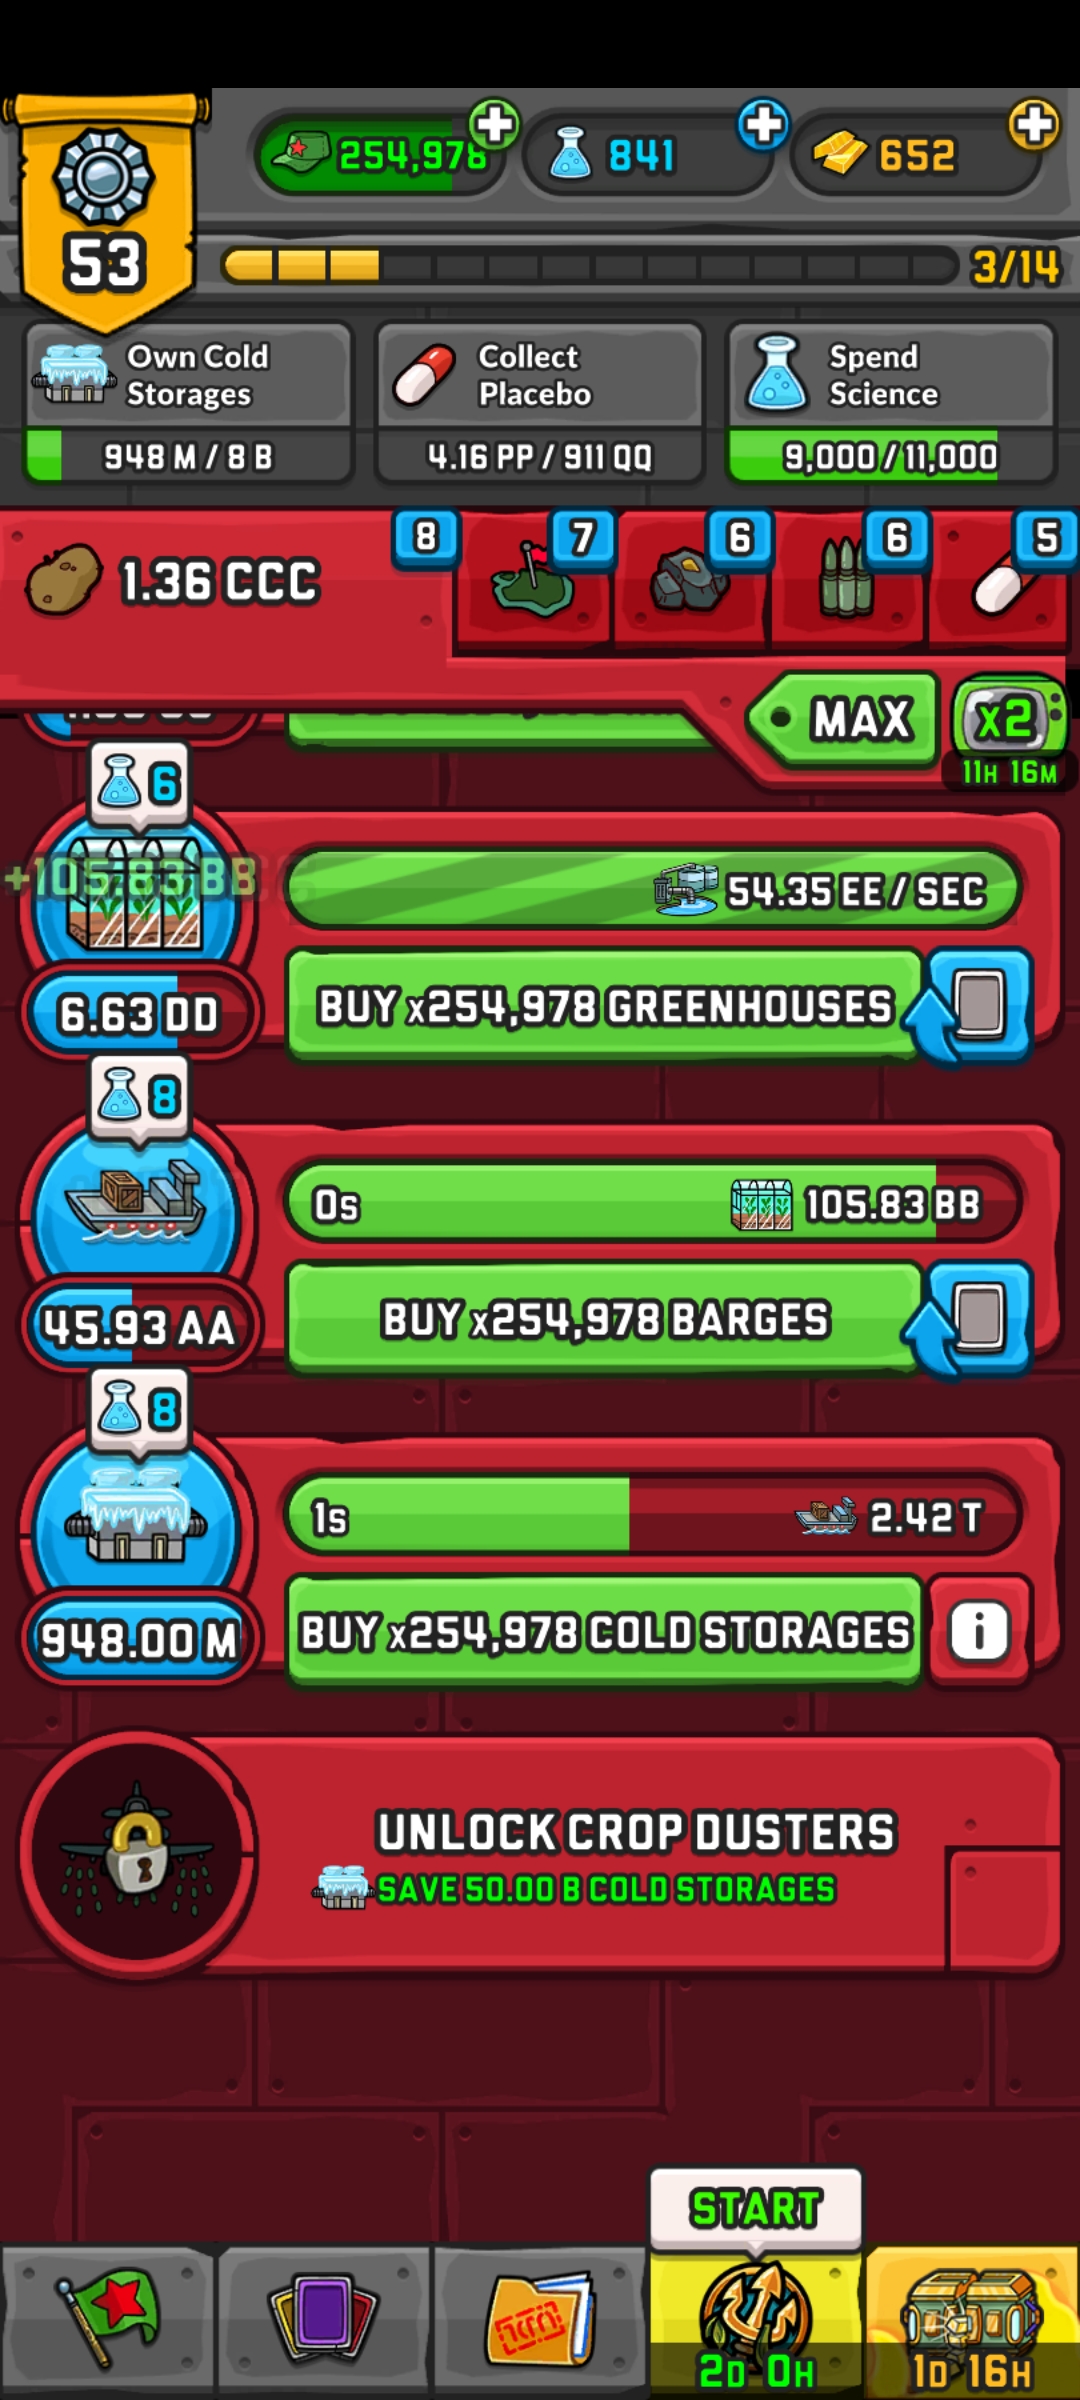 254,978
841
652
53
3/14
Own Cold
Storages
948 M / 8 B
Collect
Placebo
4.16 PP / 911 QQ
Spend
Science
9,000 / 11,000
1.36 CCC
8
7
6
6
5
MAX
x2
11H 16M
6
+105.83 BB
54.35 EE / SEC
6.63 DD
BUY x254,978 GREENHOUSES
8
0s
105.83 BB
45.93 AA
BUY x254,978 BARGES
8
1s
2.42 T
948.00 M
BUY x254,978 COLD STORAGES
i
UNLOCK CROP DUSTERS
SAVE 50.00 B COLD STORAGES
START
2D 0H
1D 16H